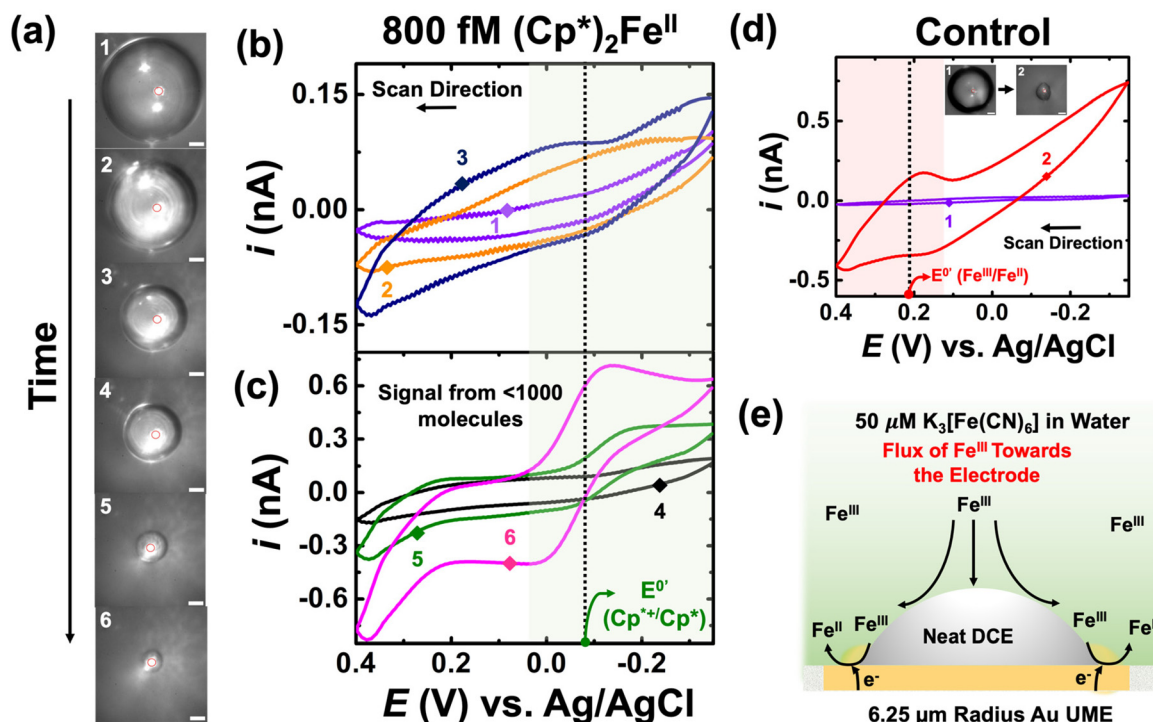 (a)
1
2
3
4
5
6
Time
800 fM (Cp*)₂Feᴵᴵ
(b)
Scan Direction
3
1
2
0.15
0.00
-0.15
i (nA)
(c)
Signal from <1000
molecules
4
5
6
E⁰'
(Cp*⁺/Cp*)
0.6
0.3
0.0
-0.3
-0.6
i (nA)
0.4 0.2 0.0 -0.2
E (V) vs. Ag/AgCl
(d)
Control
1
2
2
1
Scan Direction
E⁰' (Feᴵᴵᴵ/Feᴵᴵ)
0.5
0.0
-0.5
i (nA)
0.4 0.2 0.0 -0.2
E (V) vs. Ag/AgCl
(e)
50 μM K₃[Fe(CN)₆] in Water
Flux of Feᴵᴵᴵ Towards
the Electrode
Feᴵᴵᴵ
Feᴵᴵᴵ
Feᴵᴵᴵ
Feᴵᴵ Feᴵᴵᴵ
Neat DCE
Feᴵᴵᴵ
e⁻
e⁻
6.25 μm Radius Au UME